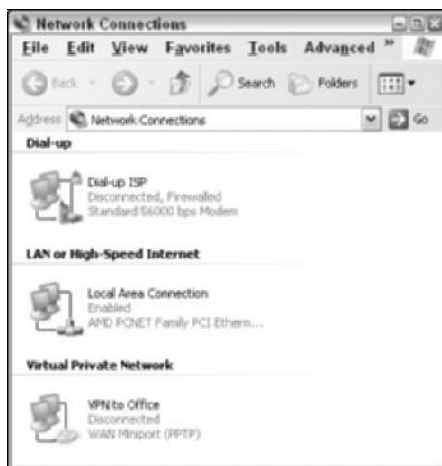 Network Connections
File Edit View Favorites Tools Advanced »
Back Search Folders
Address Network Connections Go
Dial-up
Dial-up ISP
Disconnected, Firewalled
Standard 56000 bps Modem
LAN or High-Speed Internet
Local Area Connection
Enabled
AMD PCNET Family PCI Ethern...
Virtual Private Network
VPN to Office
Disconnected
WAN Miniport (PPTP)